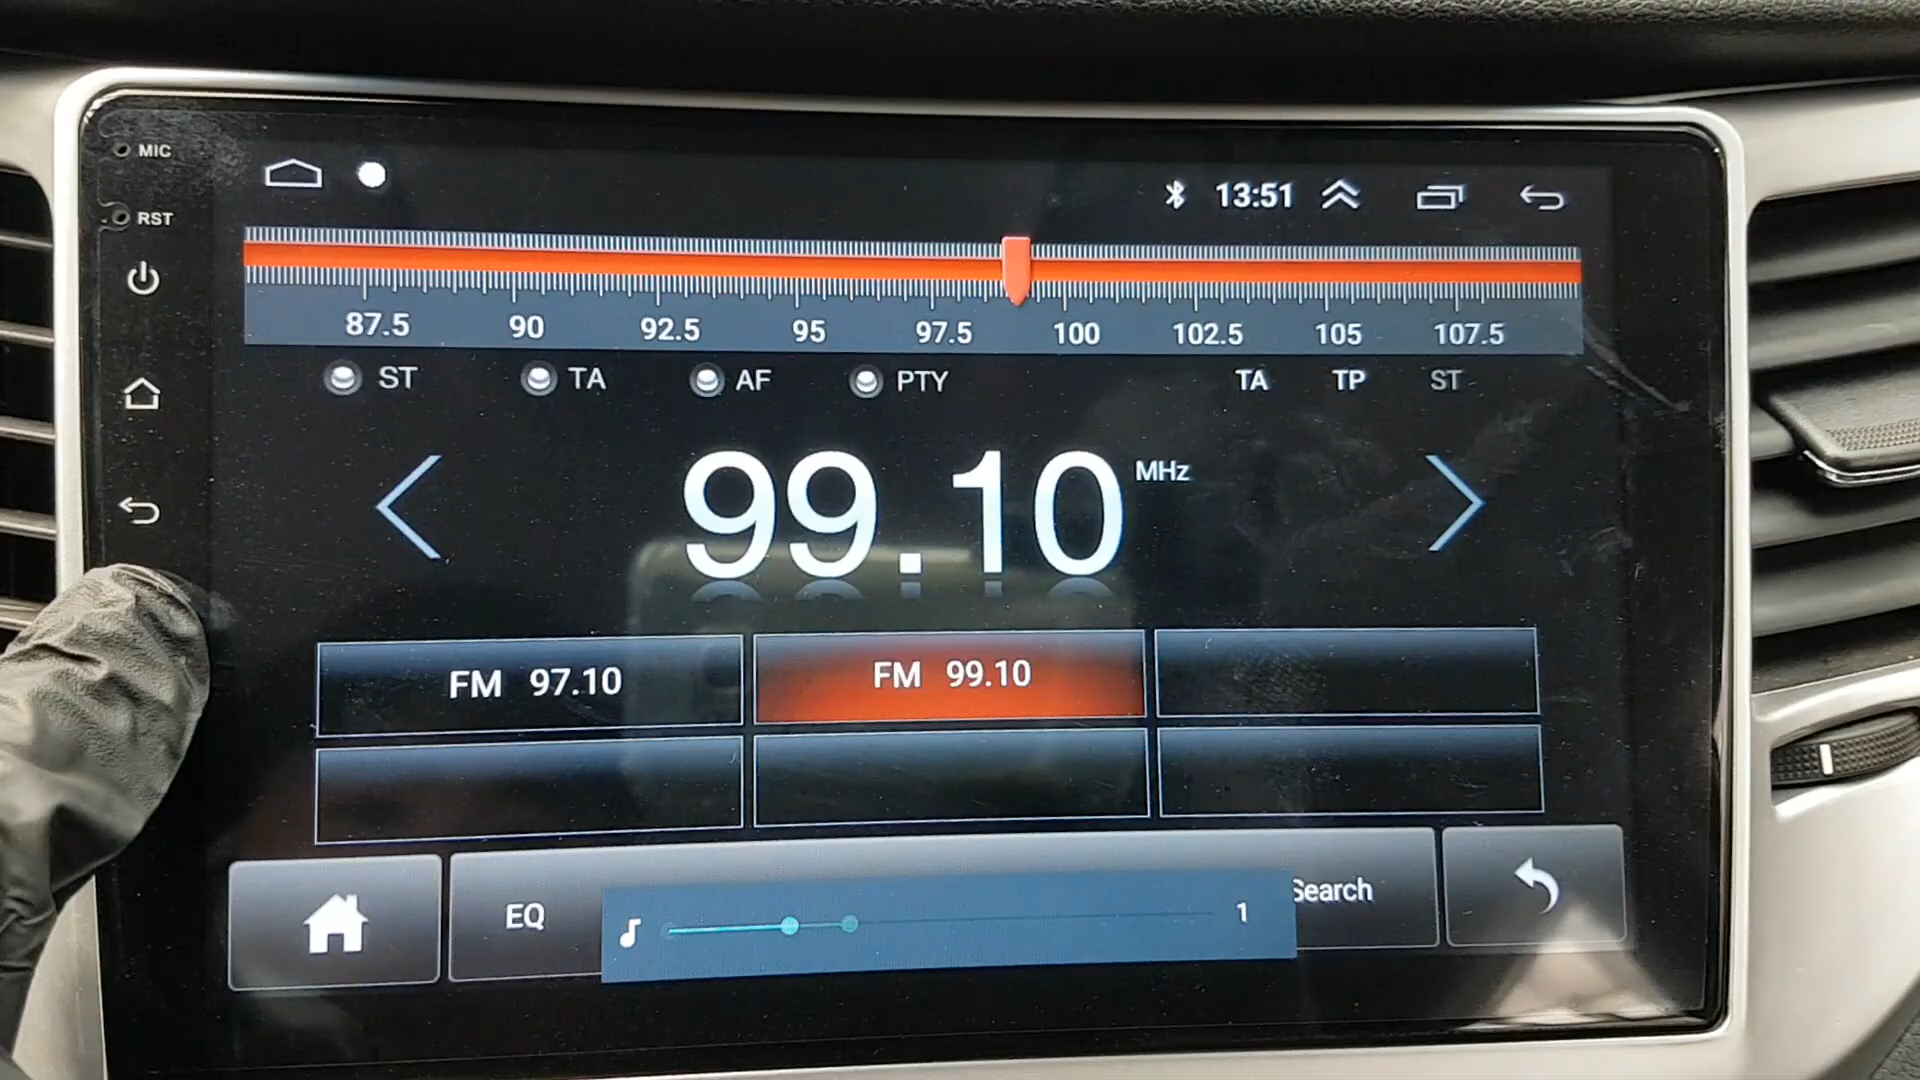 MIC
RST
13:51
87.5 90 92.5 95 97.5 100 102.5 105 107.5
ST TA AF PTY TA TP ST
99.10 MHz
FM 97.10 FM 99.10
EQ 1 Search